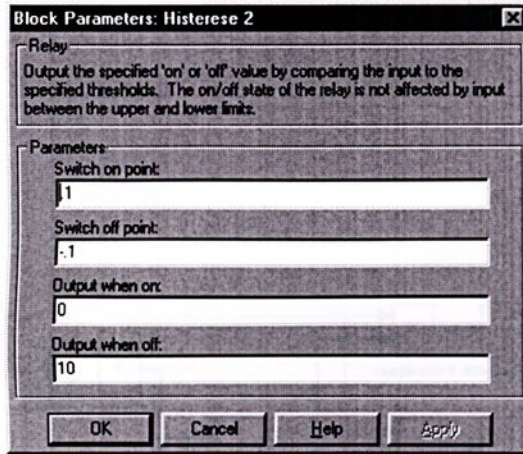 Block Parameters: Histerese 2
Relay
Output the specified 'on' or 'off' value by comparing the input to the
specified thresholds. The on/off state of the relay is not affected by input
between the upper and lower limits.
Parameters
Switch on point:
.1
Switch off point:
-.1
Output when on:
0
Output when off:
10
OK
Cancel
Help
Apply